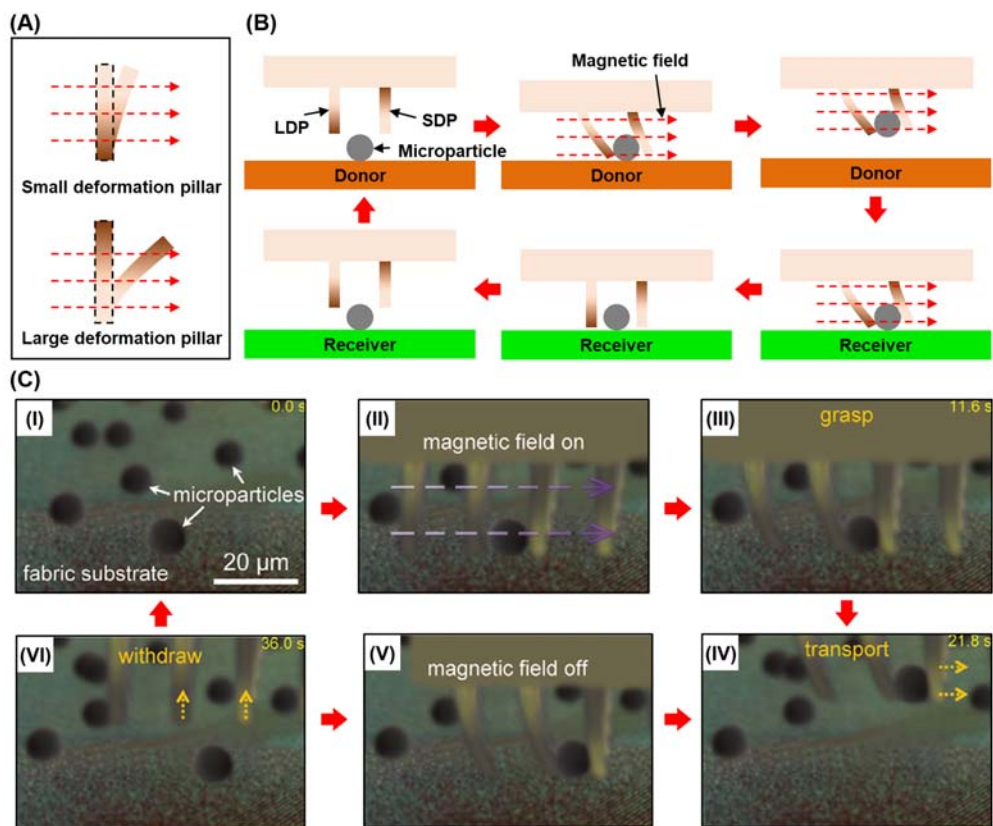 (A)
Small deformation pillar
Large deformation pillar
(B)
LDP
SDP
Microparticle
Donor
Magnetic field
Donor
Donor
Receiver
Receiver
Receiver
(C)
(I)
0.0 s
microparticles
fabric substrate
20 µm
(II)
magnetic field on
(III)
grasp
11.6 s
(VI)
withdraw
36.0 s
(V)
magnetic field off
(IV)
transport
21.8 s